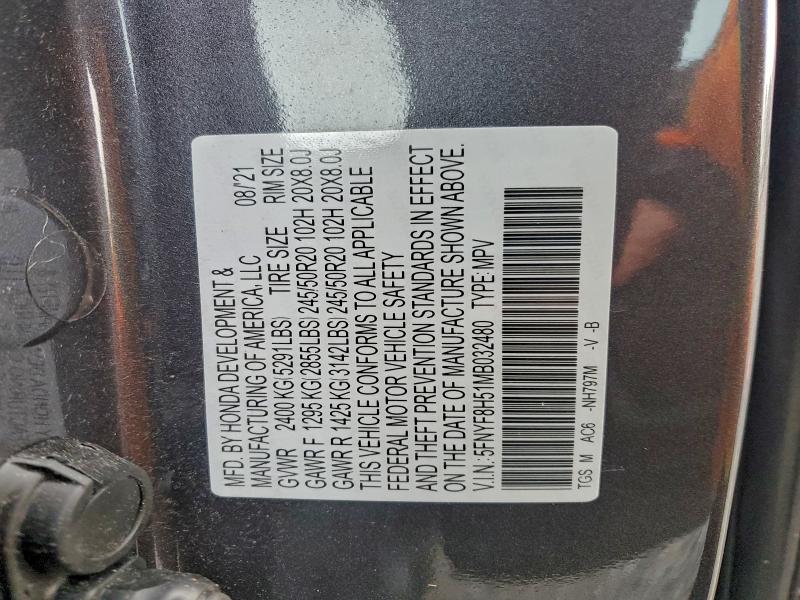 MFD. BY HONDA DEVELOPMENT &
MANUFACTURING OF AMERICA, LLC 08/21
GVWR 2400 KG(5291LBS) TIRE SIZE RIM SIZE
GAWR F 1295 KG(2855LBS) 245/50R20 102H 20X8.0J
GAWR R 1425 KG(3142LBS) 245/50R20 102H 20X8.0J
THIS VEHICLE CONFORMS TO ALL APPLICABLE
FEDERAL MOTOR VEHICLE SAFETY
AND THEFT PREVENTION STANDARDS IN EFFECT
ON THE DATE OF MANUFACTURE SHOWN ABOVE.
V.I.N.: 5FNYF8H51MB032480 TYPE: MPV
TGS M AC6 -NH797M -V -B